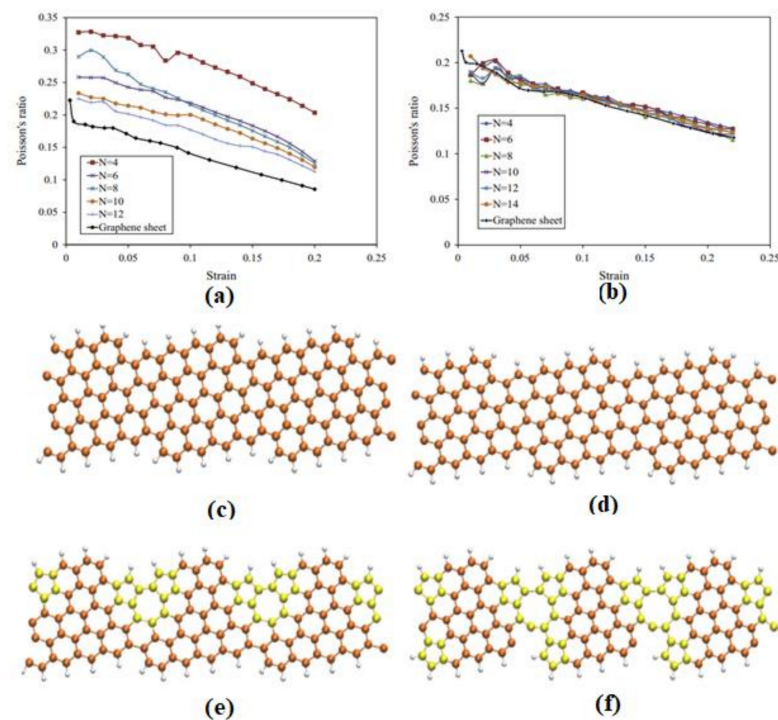 0.35
0.3
0.25
0.2
0.15
0.1
0.05
0
Poisson's ratio
N=4
N=6
N=8
N=10
N=12
Graphene sheet
0 0.05 0.1 0.15 0.2 0.25
Strain
(a)
0.25
0.2
0.15
0.1
0.05
0
Poisson's ratio
N=4
N=6
N=8
N=10
N=12
N=14
Graphene sheet
0 0.05 0.1 0.15 0.2 0.25
Strain
(b)
(c)
(d)
(e)
(f)